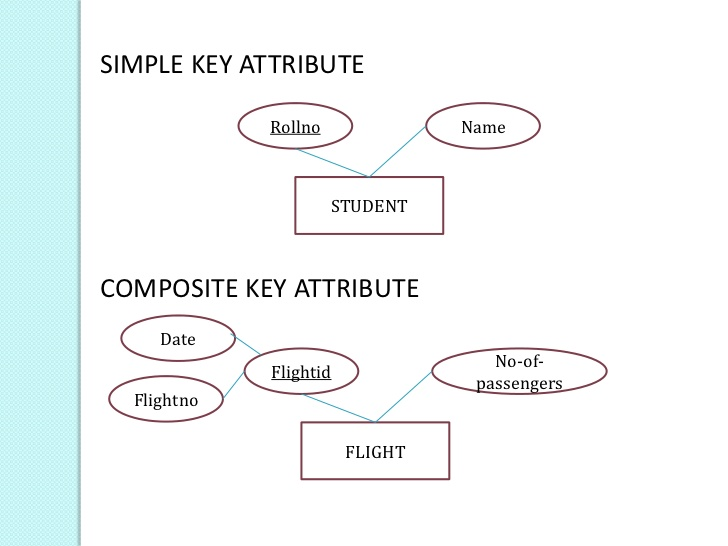 SIMPLE KEY ATTRIBUTE
Rollno
Name
STUDENT
COMPOSITE KEY ATTRIBUTE
Date
Flightid
No-of-
passengers
Flightno
FLIGHT